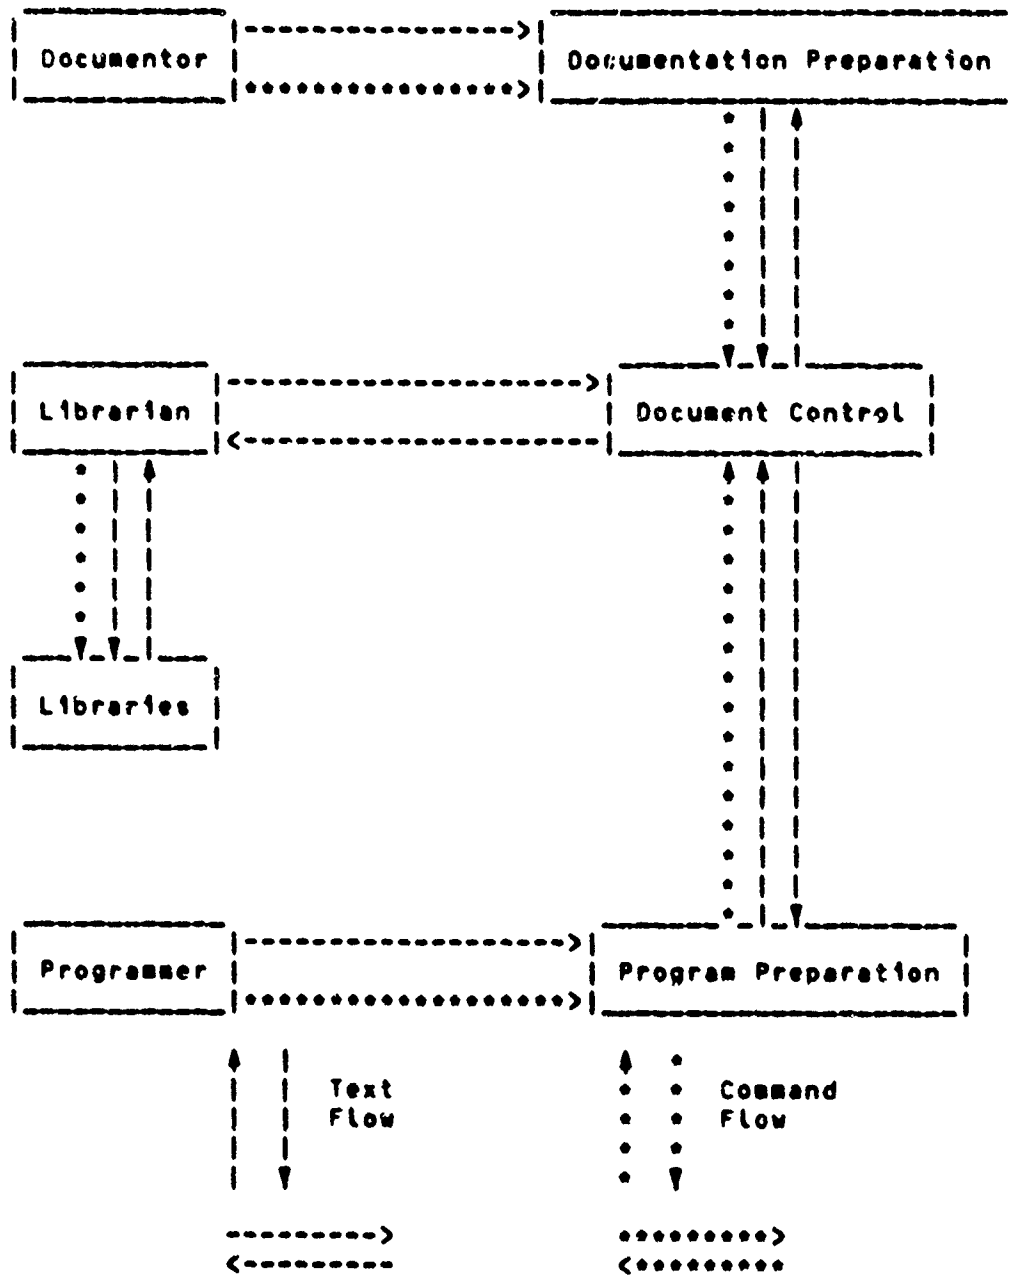 Documentor
Documentation Preparation
Librarian
Document Control
Libraries
Programmer
Program Preparation
Text
Flow
Command
Flow